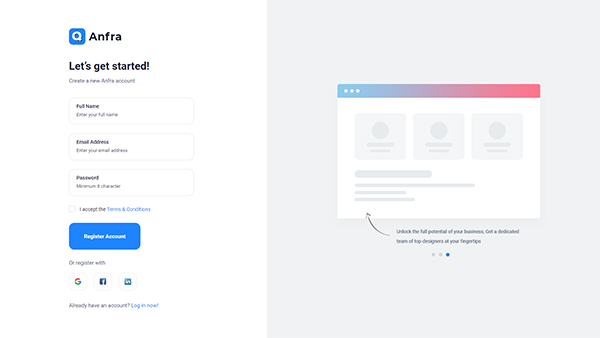 Anfra
Let's get started!
Create a new Anfra account
Full Name
Enter your full name
Email Address
Enter your email address
Password
Minimum 8 character
I accept the Terms & Conditions
Register Account
Or register with:
Already have an account? Log in now!
Unlock the full potential of your business, Get a dedicated
team of top-designers at your fingertips